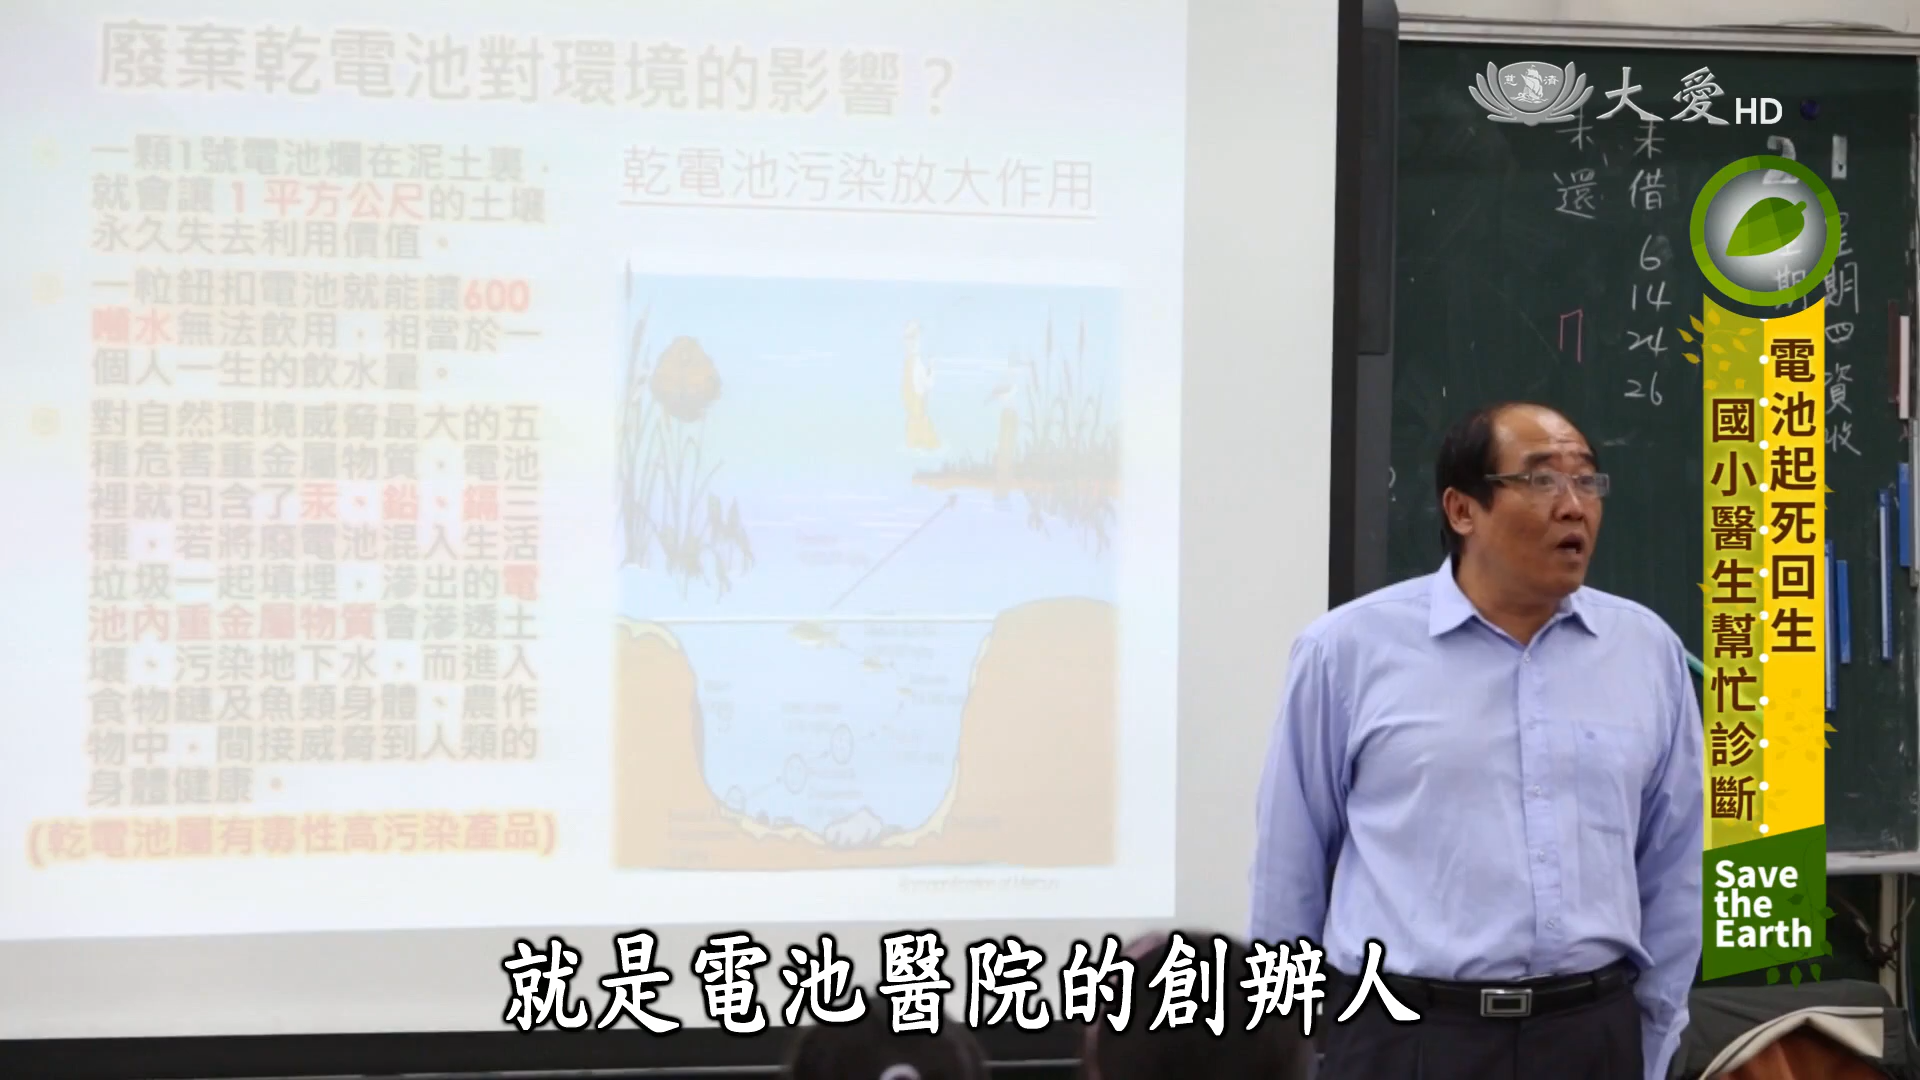 廢棄乾電池對環境的影響？
一顆1號電池爛在泥土裏，
就會讓1平方公尺的土壤
永久失去利用價值。
一粒鈕扣電池就能讓600
噸水無法飲用，相當於一
個人一生的飲水量。
對自然環境威脅最大的五
種危害重金屬物質，電池
裡就包含了汞、鉛、鎘三
種，若將廢電池混入生活
垃圾一起填埋，滲出的電
池內重金屬物質會滲透土
壤、污染地下水，而進入
食物鏈及魚類身體、農作
物中，間接威脅到人類的
身體健康。
(乾電池屬有毒性高污染產品)
乾電池污染放大作用
慈濟
大愛HD
未還
未借
6
14
24
26
21
星期四資收
電池起死回生
國小醫生幫忙診斷
Save
the
Earth
就是電池醫院的創辦人